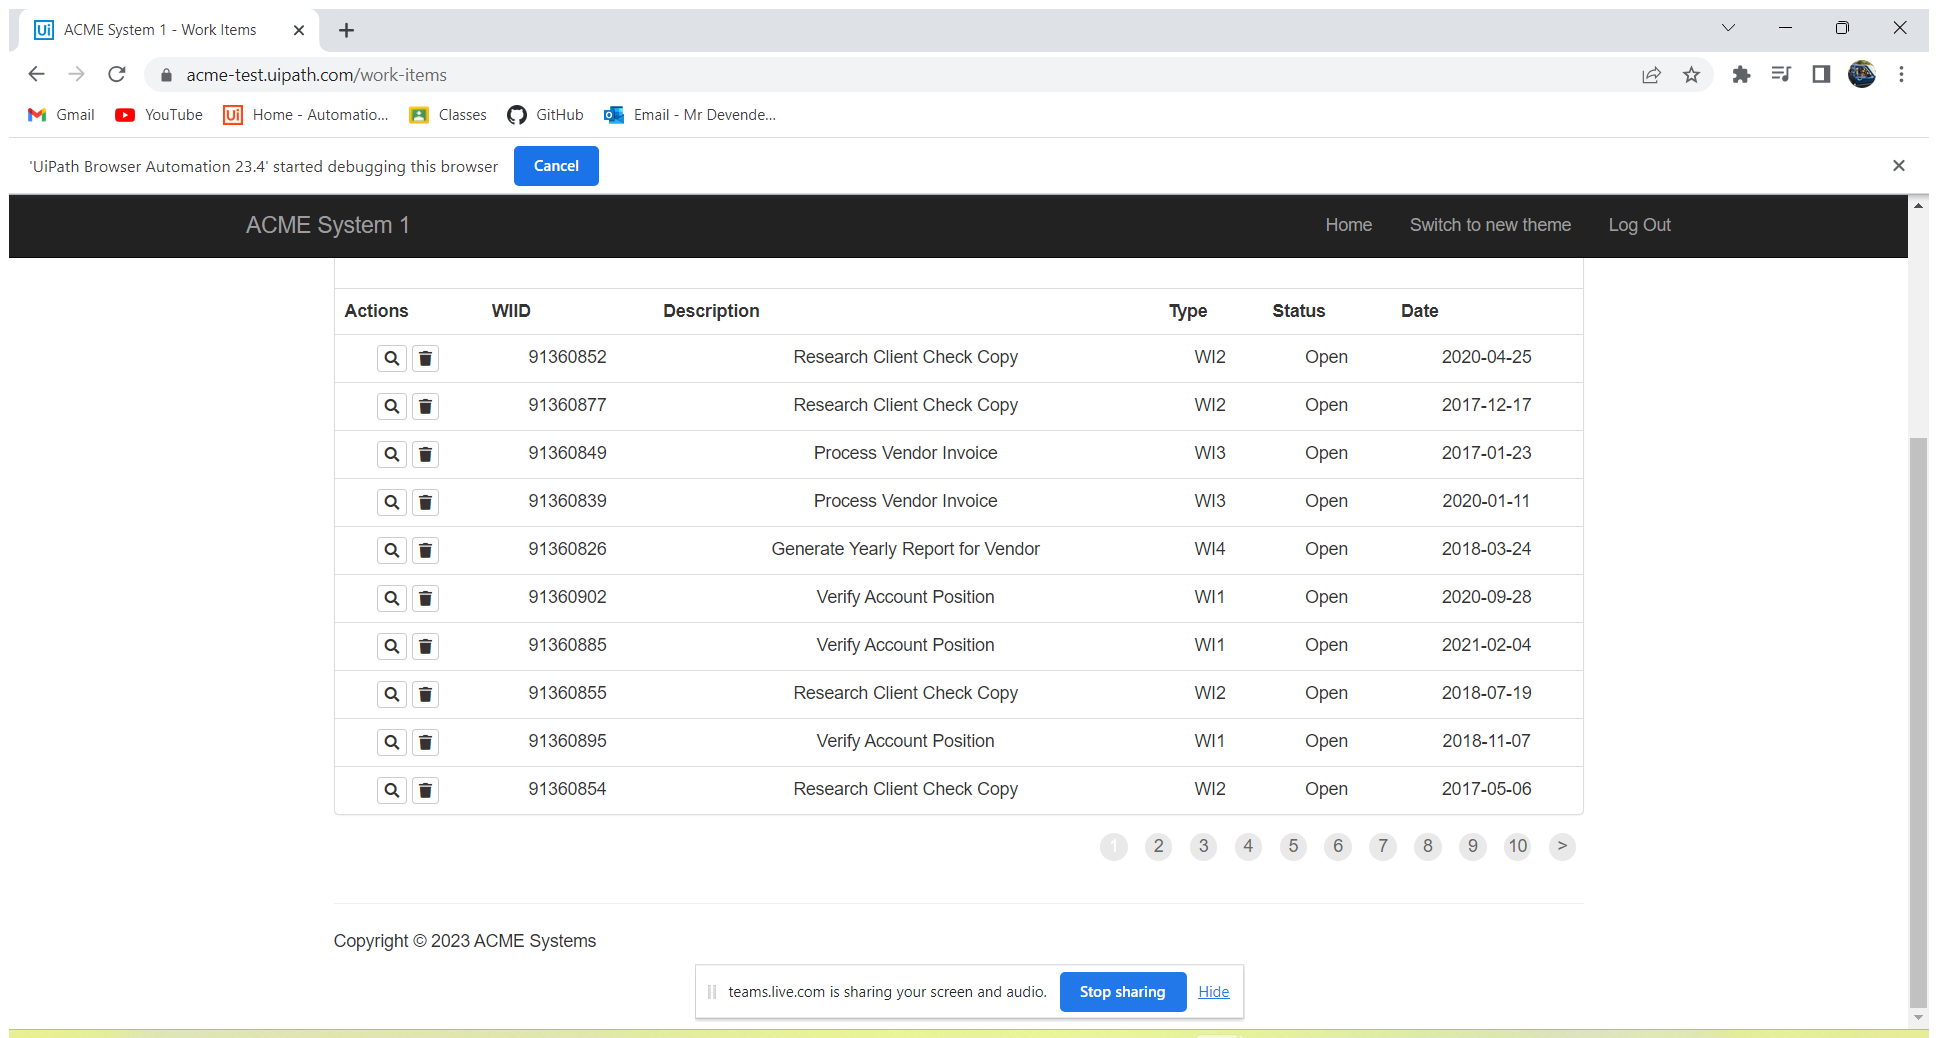 Ui ACME System 1 - Work Items
acme-test.uipath.com/work-items
Gmail YouTube Ui Home - Automatio... Classes GitHub Email - Mr Devende...
'UiPath Browser Automation 23.4' started debugging this browser Cancel
ACME System 1 Home Switch to new theme Log Out
Actions WIID Description Type Status Date
91360852 Research Client Check Copy WI2 Open 2020-04-25
91360877 Research Client Check Copy WI2 Open 2017-12-17
91360849 Process Vendor Invoice WI3 Open 2017-01-23
91360839 Process Vendor Invoice WI3 Open 2020-01-11
91360826 Generate Yearly Report for Vendor WI4 Open 2018-03-24
91360902 Verify Account Position WI1 Open 2020-09-28
91360885 Verify Account Position WI1 Open 2021-02-04
91360855 Research Client Check Copy WI2 Open 2018-07-19
91360895 Verify Account Position WI1 Open 2018-11-07
91360854 Research Client Check Copy WI2 Open 2017-05-06
1 2 3 4 5 6 7 8 9 10 >
Copyright © 2023 ACME Systems
teams.live.com is sharing your screen and audio. Stop sharing Hide